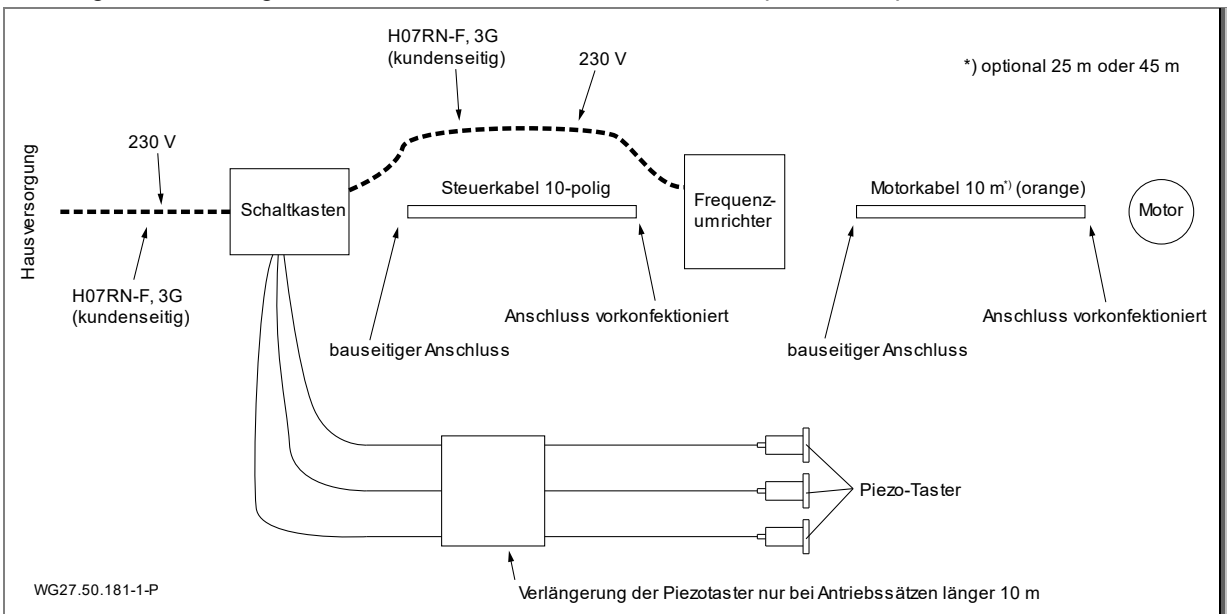 H07RN-F, 3G
(kundenseitig)
230 V
*) optional 25 m oder 45 m
Hausversorgung
230 V
Schaltkasten
Steuerkabel 10-polig
Frequenz-
umrichter
Motorkabel 10 m*) (orange)
Motor
H07RN-F, 3G
(kundenseitig)
Anschluss vorkonfektioniert
bauseitiger Anschluss
Anschluss vorkonfektioniert
bauseitiger Anschluss
Piezo-Taster
WG27.50.181-1-P
Verlängerung der Piezotaster nur bei Antriebssätzen länger 10 m